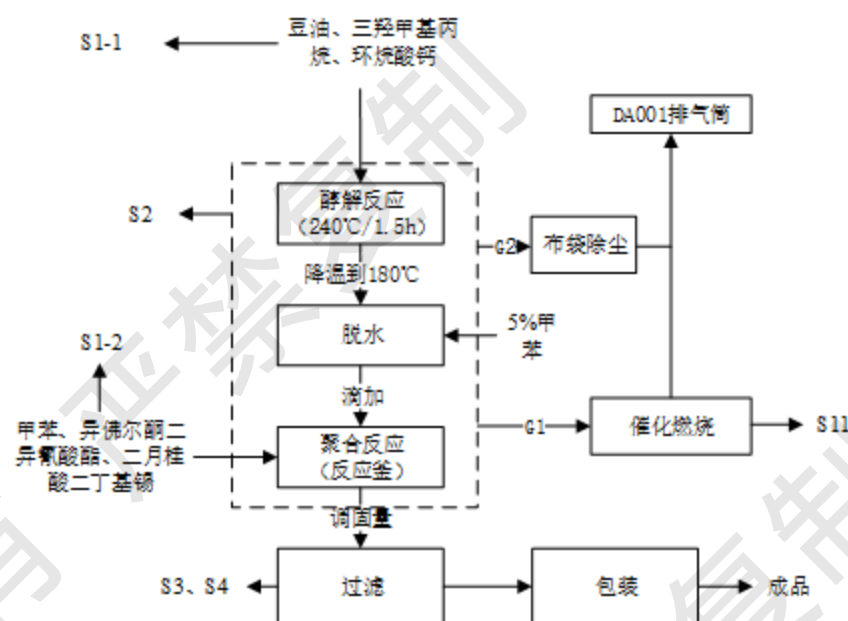 豆油、三羟甲基丙
烷、环烷酸钙
S1-1
DA001排气筒
醇解反应
(240℃/1.5h)
S2
G2
布袋除尘
降温到180℃
脱水
5%甲
苯
S1-2
滴加
甲苯、异佛尔酮二
异氰酸酯、二月桂
酸二丁基锡
聚合反应
(反应釜)
G1
催化燃烧
S11
调固量
S3、S4
过滤
包装
成品
严禁复制